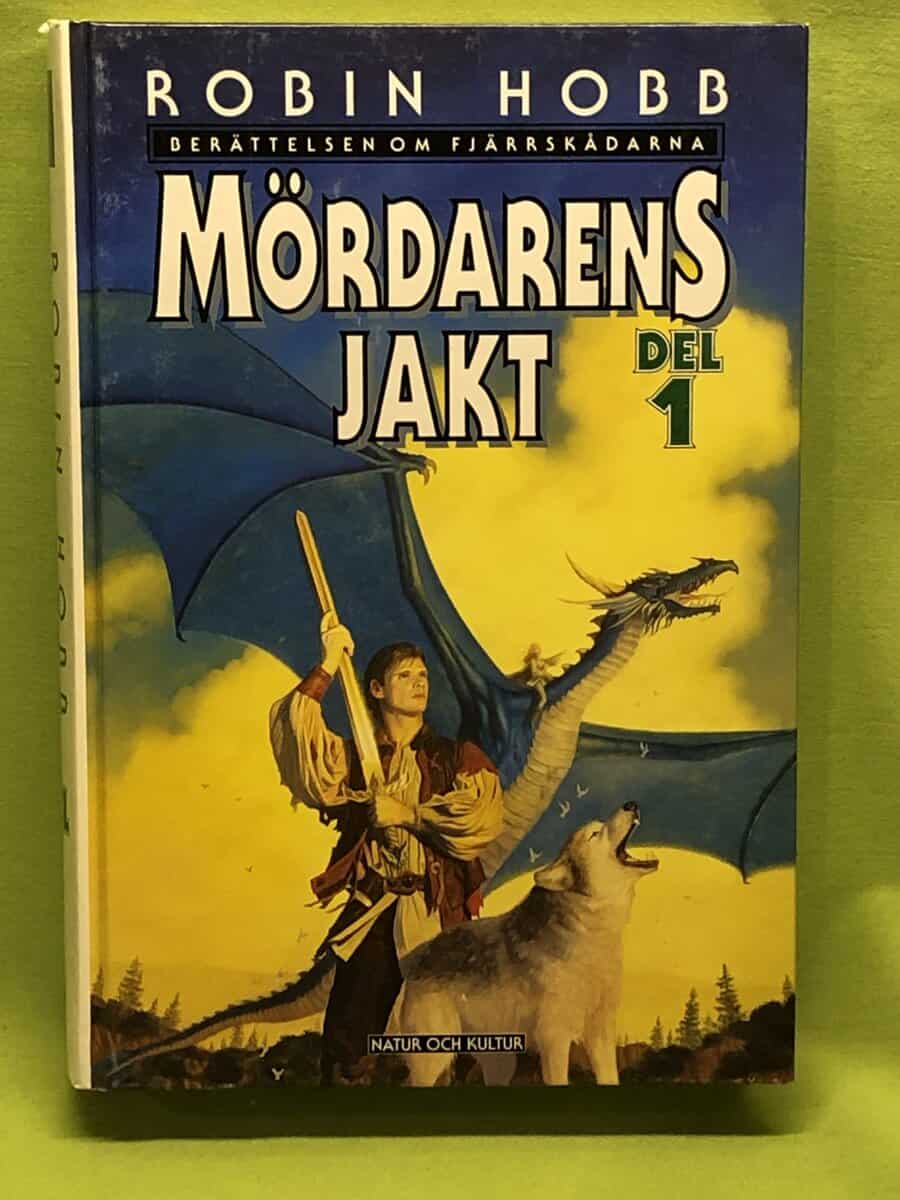 ROBIN HOBB
BERÄTTELSEN OM FJÄRRSKÅDARNA
MÖRDARENS
JAKT
DEL
1
NATUR OCH KULTUR
ROBIN HOBB